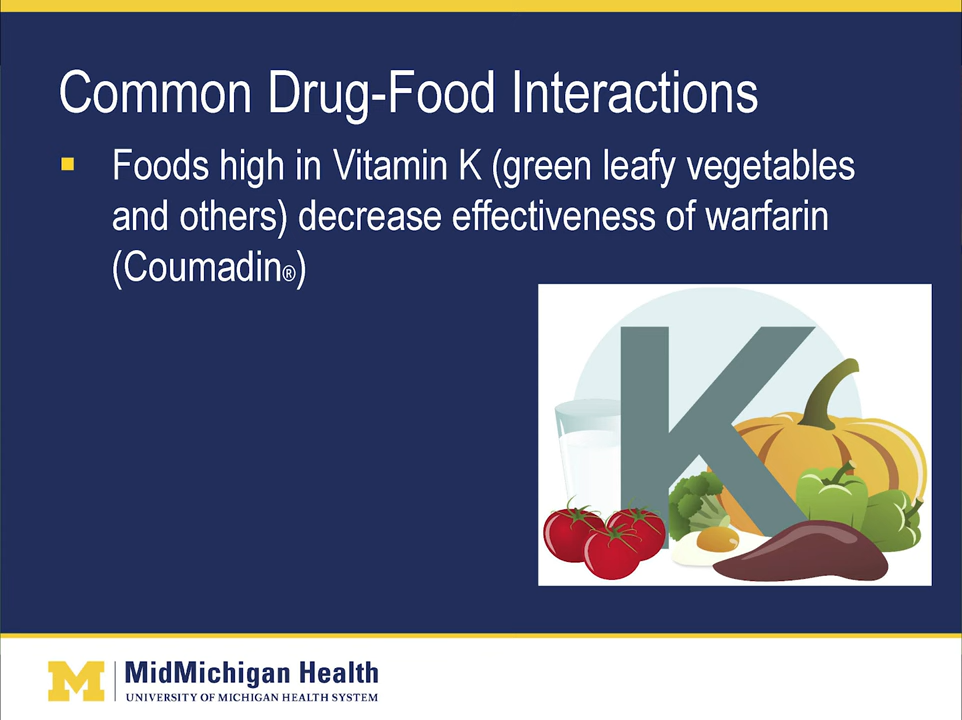 Common Drug-Food Interactions
Foods high in Vitamin K (green leafy vegetables
and others) decrease effectiveness of warfarin
(Coumadin®)
K
M
MidMichigan Health
UNIVERSITY OF MICHIGAN HEALTH SYSTEM